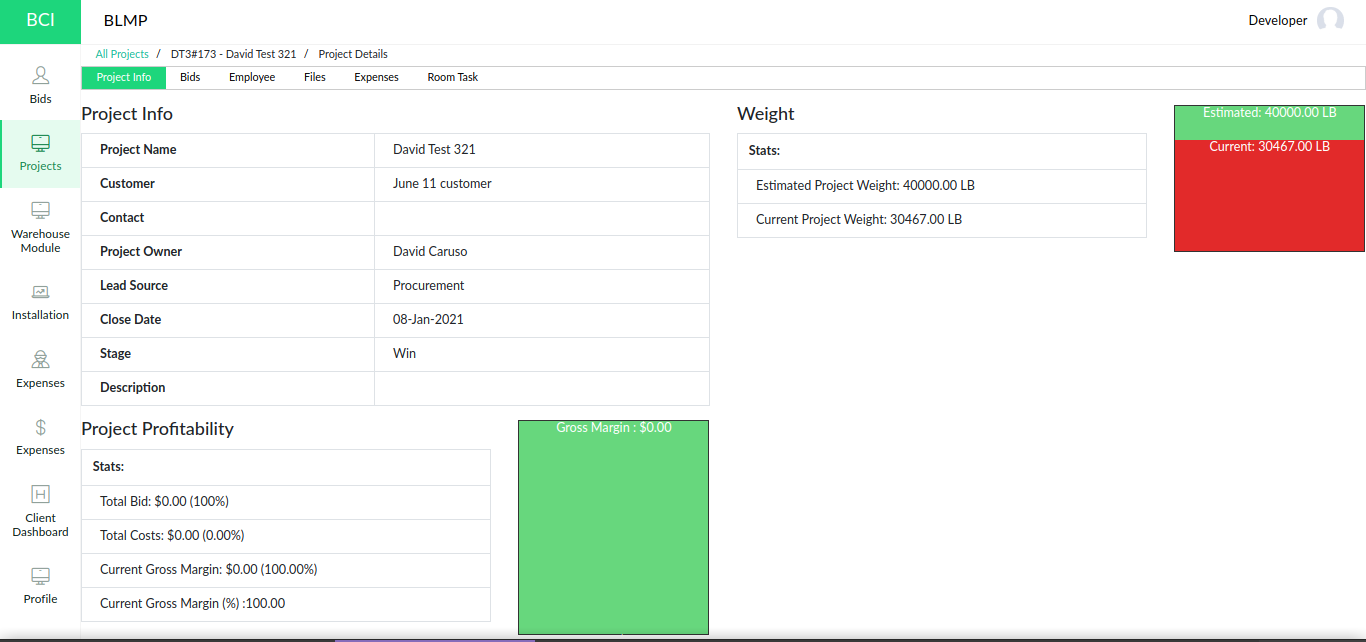 BCI
BLMP
Developer
All Projects / DT3#173 - David Test 321 / Project Details
Project Info Bids Employee Files Expenses Room Task
Bids
Projects
Warehouse
Module
Installation
Expenses
Expenses
Client
Dashboard
Profile
Project Info
Project Name David Test 321
Customer June 11 customer
Contact
Project Owner David Caruso
Lead Source Procurement
Close Date 08-Jan-2021
Stage Win
Description
Weight
Stats:
Estimated Project Weight: 40000.00 LB
Current Project Weight: 30467.00 LB
Estimated: 40000.00 LB
Current: 30467.00 LB
Project Profitability
Stats:
Total Bid: $0.00 (100%)
Total Costs: $0.00 (0.00%)
Current Gross Margin: $0.00 (100.00%)
Current Gross Margin (%) :100.00
Gross Margin : $0.00